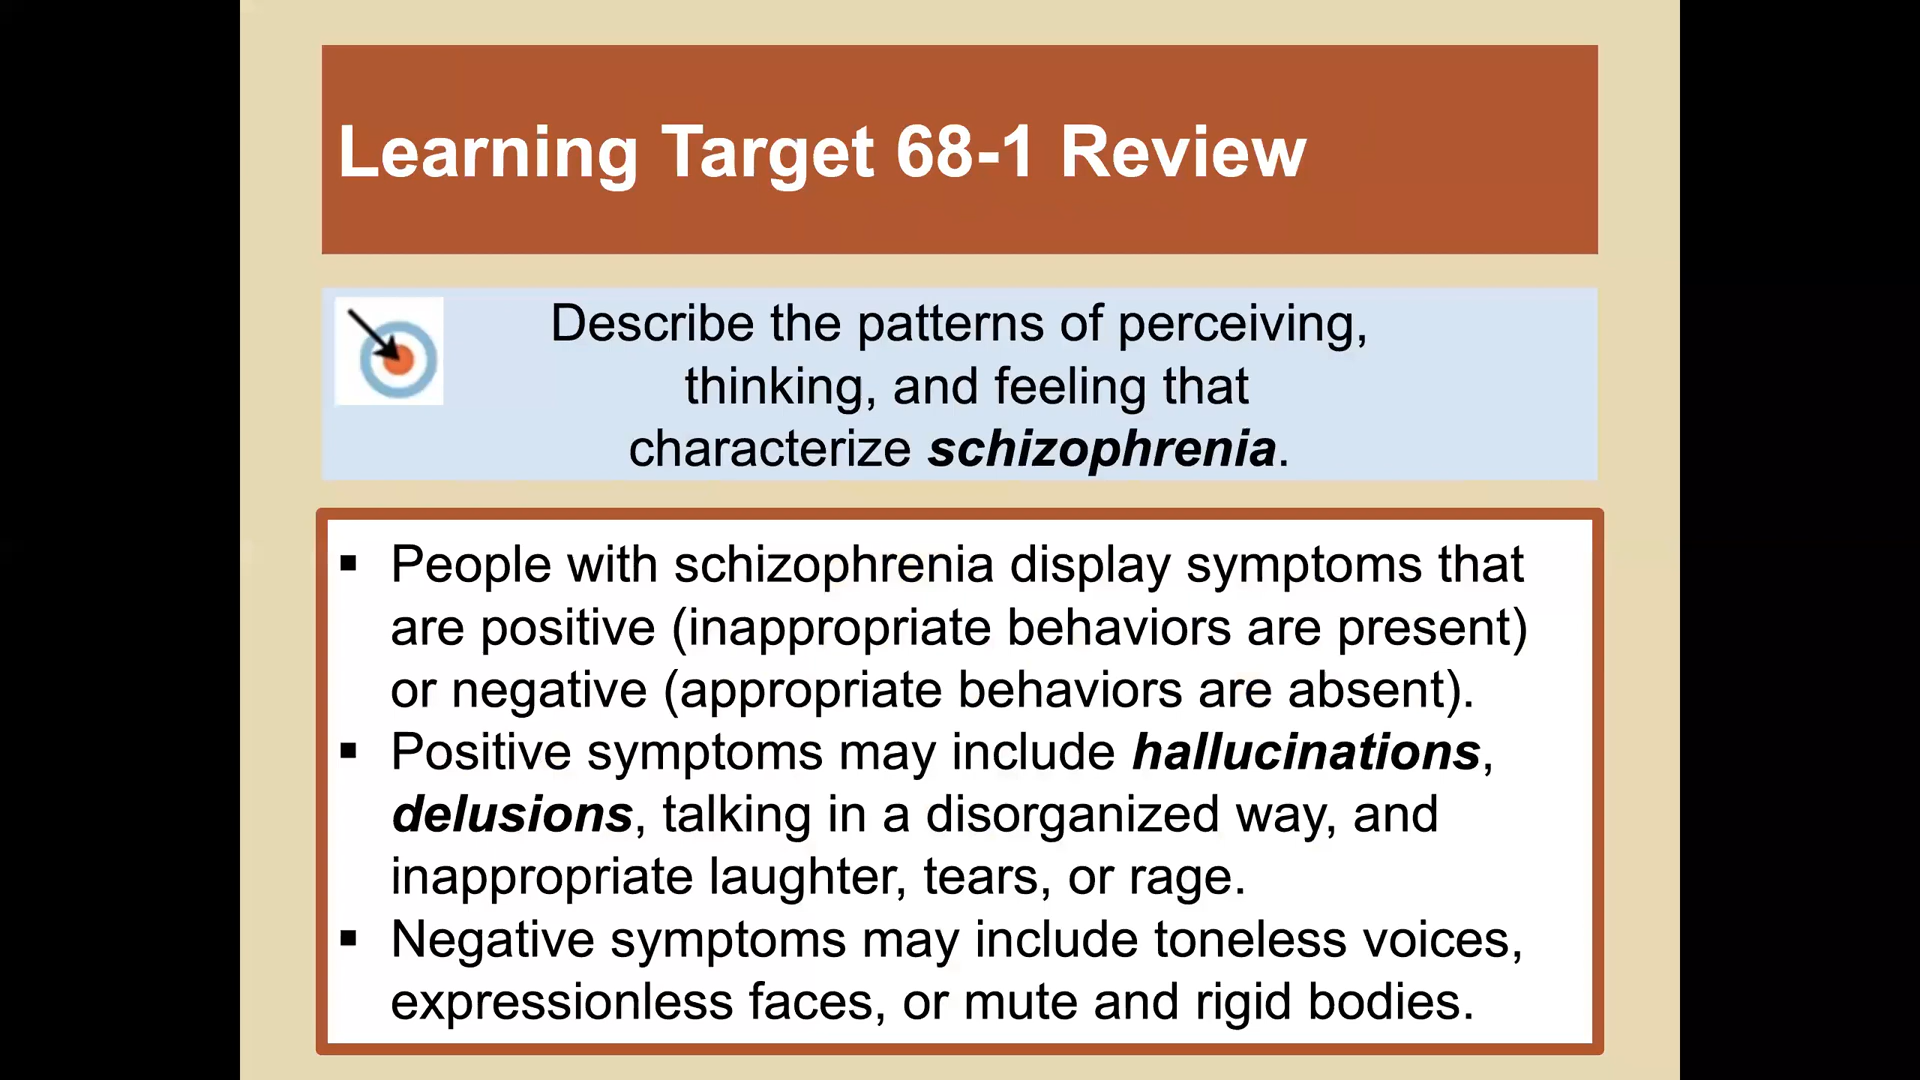 Learning Target 68-1 Review
Describe the patterns of perceiving,
thinking, and feeling that
characterize schizophrenia.
▪ People with schizophrenia display symptoms that
are positive (inappropriate behaviors are present)
or negative (appropriate behaviors are absent).
▪ Positive symptoms may include hallucinations,
delusions, talking in a disorganized way, and
inappropriate laughter, tears, or rage.
▪ Negative symptoms may include toneless voices,
expressionless faces, or mute and rigid bodies.